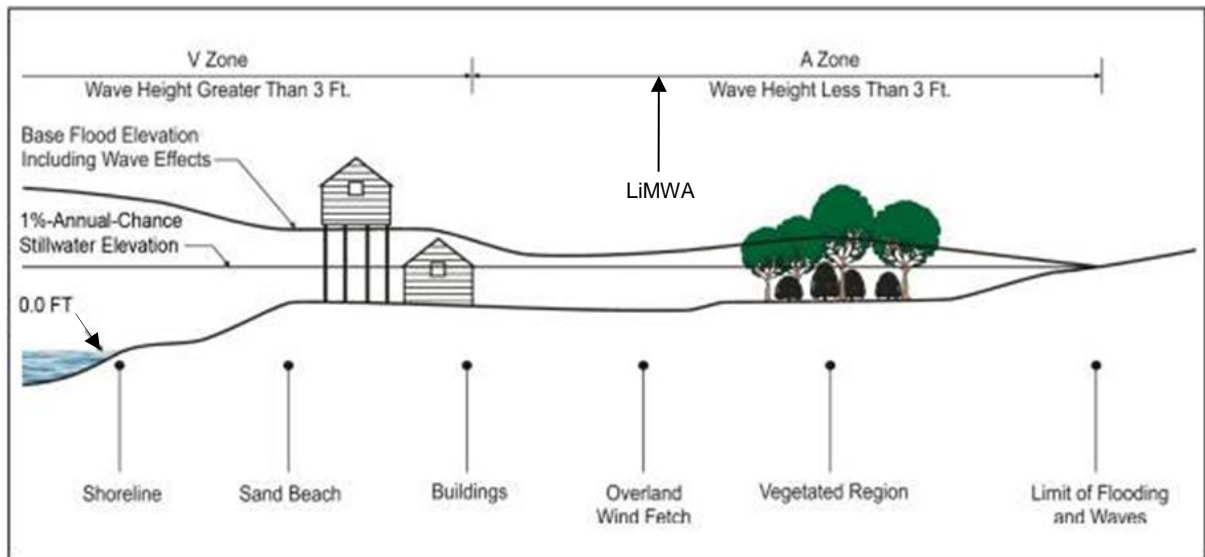 V Zone
Wave Height Greater Than 3 Ft.
A Zone
Wave Height Less Than 3 Ft.
Base Flood Elevation
Including Wave Effects
LiMWA
1%-Annual-Chance
Stillwater Elevation
0.0 FT
Shoreline
Sand Beach
Buildings
Overland
Wind Fetch
Vegetated Region
Limit of Flooding
and Waves